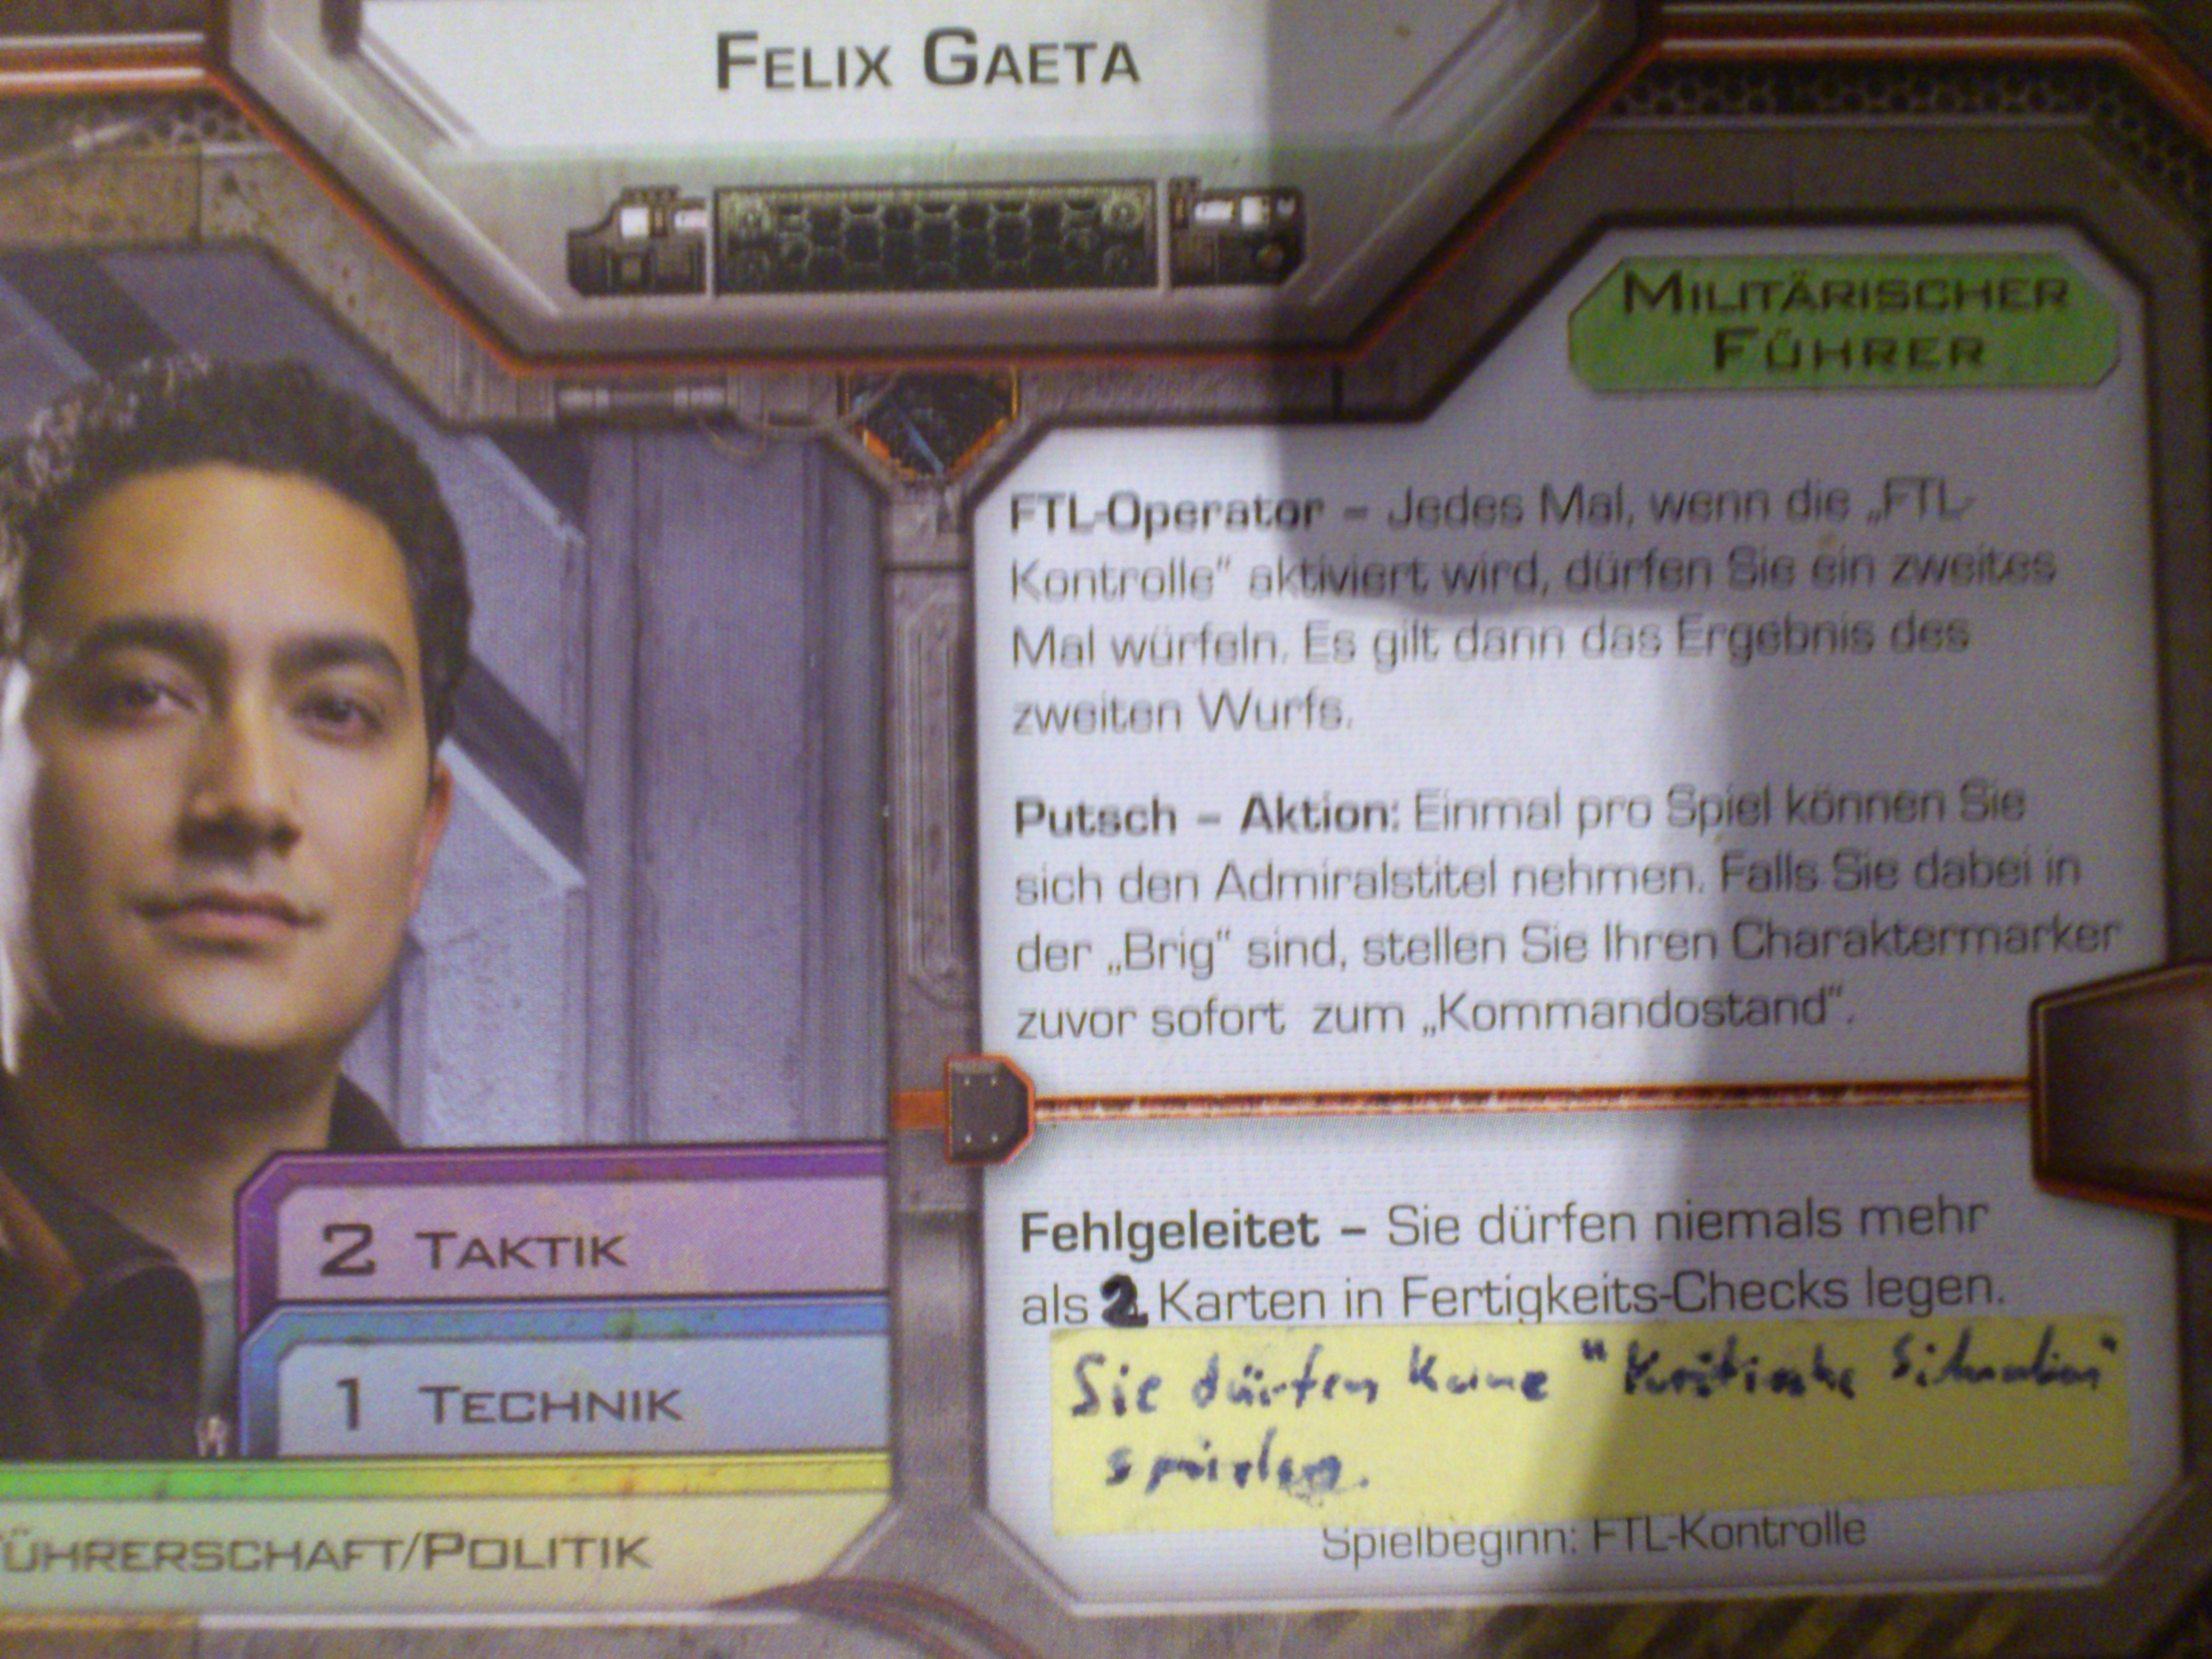 FELIX GAETA
MILITÄRISCHER
FÜHRER
FTL-Operator – Jedes Mal, wenn die „FTL-
Kontrolle“ aktiviert wird, dürfen Sie ein zweites
Mal würfeln. Es gilt dann das Ergebnis des
zweiten Wurfs.
Putsch – Aktion: Einmal pro Spiel können Sie
sich den Admiralstitel nehmen. Falls Sie dabei in
der „Brig“ sind, stellen Sie Ihren Charaktermarker
zuvor sofort zum „Kommandostand“.
Fehlgeleitet – Sie dürfen niemals mehr
als 2 Karten in Fertigkeits-Checks legen.
Sie dürfen keine "Kritische Situation"
spielen.
Spielbeginn: FTL-Kontrolle
2 TAKTIK
1 TECHNIK
ÜHRERSCHAFT/POLITIK